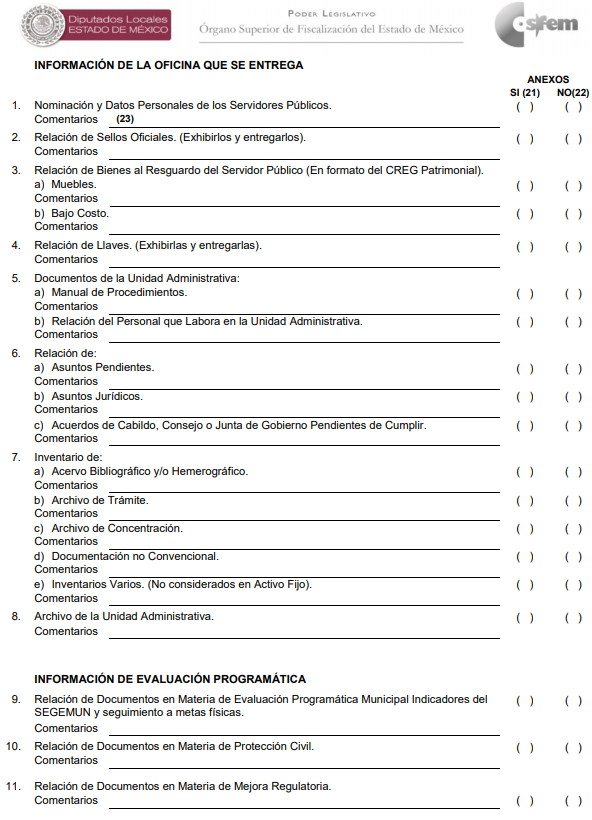 Diputados Locales
ESTADO DE MÉXICO
PODER LEGISLATIVO
Órgano Superior de Fiscalización del Estado de México
osfem
INFORMACIÓN DE LA OFICINA QUE SE ENTREGA
ANEXOS
SI (21) NO(22)
1. Nominación y Datos Personales de los Servidores Públicos. ( ) ( )
Comentarios (23)
2. Relación de Sellos Oficiales. (Exhibirlos y entregarlos). ( ) ( )
Comentarios
3. Relación de Bienes al Resguardo del Servidor Público (En formato del CREG Patrimonial).
a) Muebles. ( ) ( )
Comentarios
b) Bajo Costo. ( ) ( )
Comentarios
4. Relación de Llaves. (Exhibirlas y entregarlas). ( ) ( )
Comentarios
5. Documentos de la Unidad Administrativa:
a) Manual de Procedimientos. ( ) ( )
Comentarios
b) Relación del Personal que Labora en la Unidad Administrativa. ( ) ( )
Comentarios
6. Relación de:
a) Asuntos Pendientes. ( ) ( )
Comentarios
b) Asuntos Jurídicos. ( ) ( )
Comentarios
c) Acuerdos de Cabildo, Consejo o Junta de Gobierno Pendientes de Cumplir. ( ) ( )
Comentarios
7. Inventario de:
a) Acervo Bibliográfico y/o Hemerográfico. ( ) ( )
Comentarios
b) Archivo de Trámite. ( ) ( )
Comentarios
c) Archivo de Concentración. ( ) ( )
Comentarios
d) Documentación no Convencional. ( ) ( )
Comentarios
e) Inventarios Varios. (No considerados en Activo Fijo). ( ) ( )
Comentarios
8. Archivo de la Unidad Administrativa. ( ) ( )
Comentarios
INFORMACIÓN DE EVALUACIÓN PROGRAMÁTICA
9. Relación de Documentos en Materia de Evaluación Programática Municipal Indicadores del ( ) ( )
SEGEMUN y seguimiento a metas físicas.
Comentarios
10. Relación de Documentos en Materia de Protección Civil. ( ) ( )
Comentarios
11. Relación de Documentos en Materia de Mejora Regulatoria.
Comentarios ( ) ( )